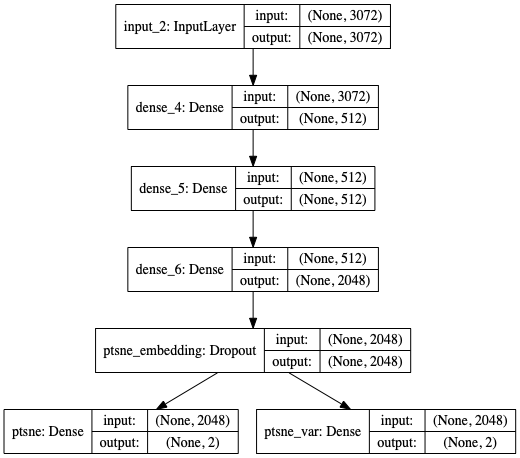 input_2: InputLayer
input: (None, 3072)
output: (None, 3072)
dense_4: Dense
input: (None, 3072)
output: (None, 512)
dense_5: Dense
input: (None, 512)
output: (None, 512)
dense_6: Dense
input: (None, 512)
output: (None, 2048)
ptsne_embedding: Dropout
input: (None, 2048)
output: (None, 2048)
ptsne: Dense
input: (None, 2048)
output: (None, 2)
ptsne_var: Dense
input: (None, 2048)
output: (None, 2)